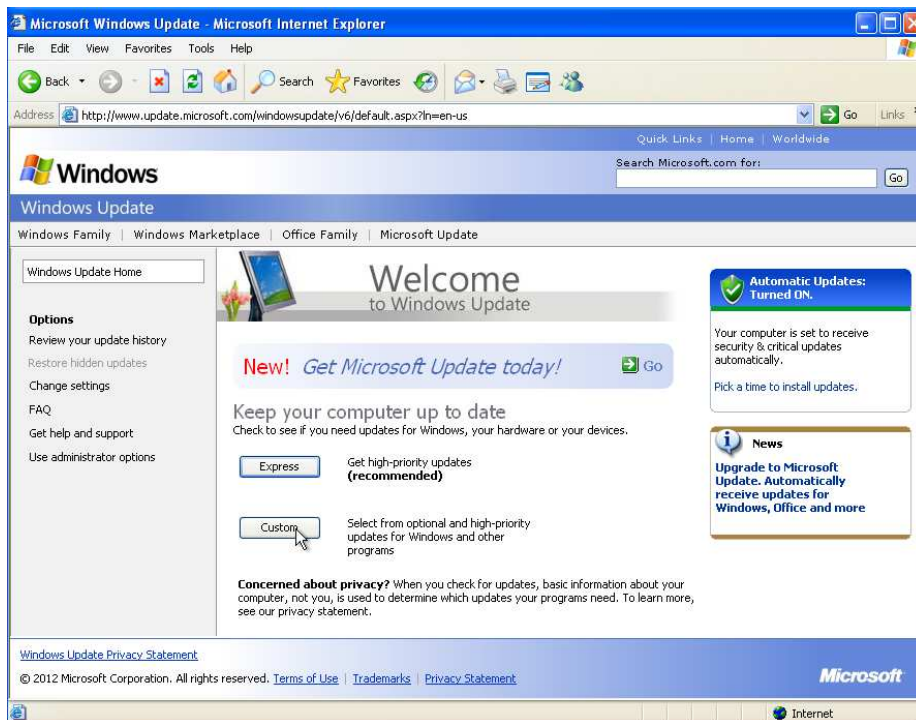 Microsoft Windows Update - Microsoft Internet Explorer
File Edit View Favorites Tools Help
Back Search Favorites
Address http://www.update.microsoft.com/windowsupdate/v6/default.aspx?ln=en-us Go Links
Quick Links | Home | Worldwide
Windows
Search Microsoft.com for:
Go
Windows Update
Windows Family | Windows Marketplace | Office Family | Microsoft Update
Windows Update Home
Options
Review your update history
Restore hidden updates
Change settings
FAQ
Get help and support
Use administrator options
Welcome
to Windows Update
New! Get Microsoft Update today! Go
Keep your computer up to date
Check to see if you need updates for Windows, your hardware or your devices.
Express
Get high-priority updates
(recommended)
Custom
Select from optional and high-priority
updates for Windows and other
programs
Concerned about privacy? When you check for updates, basic information about your
computer, not you, is used to determine which updates your programs need. To learn more,
see our privacy statement.
Automatic Updates:
Turned ON.
Your computer is set to receive
security & critical updates
automatically.
Pick a time to install updates.
News
Upgrade to Microsoft
Update. Automatically
receive updates for
Windows, Office and more
Windows Update Privacy Statement
© 2012 Microsoft Corporation. All rights reserved. Terms of Use | Trademarks | Privacy Statement
Microsoft
Internet